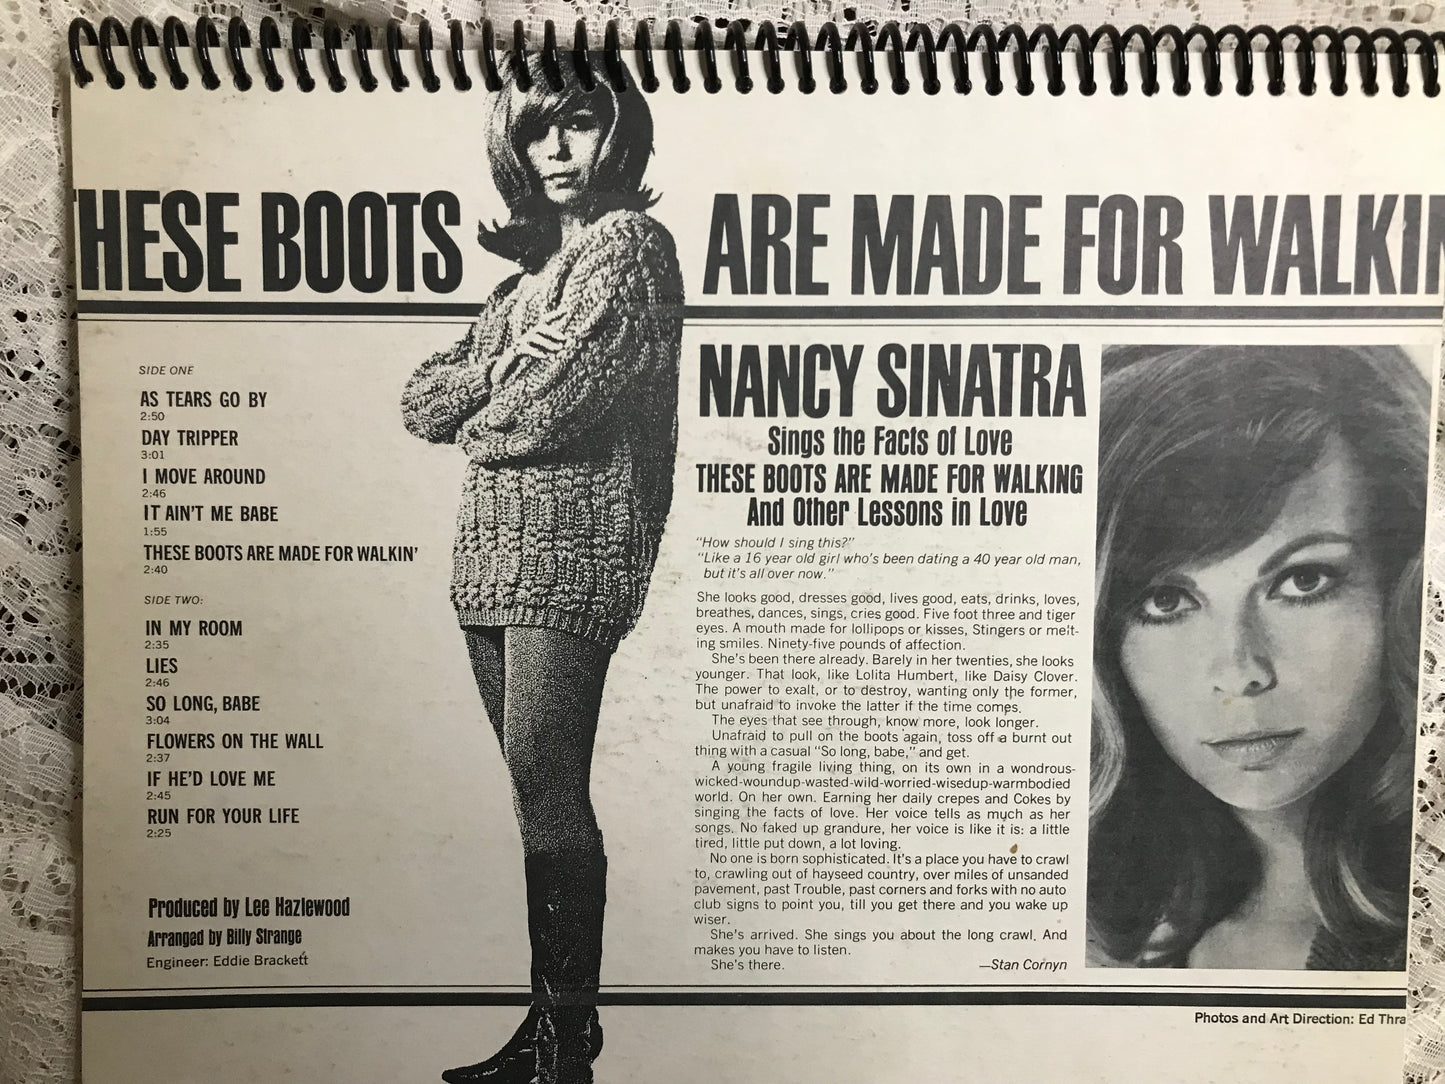 THESE BOOTS ARE MADE FOR WALKIN
SIDE ONE
AS TEARS GO BY
2:50
DAY TRIPPER
3:01
I MOVE AROUND
2:46
IT AIN'T ME BABE
1:55
THESE BOOTS ARE MADE FOR WALKIN'
2:40
SIDE TWO:
IN MY ROOM
2:35
LIES
2:46
SO LONG, BABE
3:04
FLOWERS ON THE WALL
2:37
IF HE'D LOVE ME
2:45
RUN FOR YOUR LIFE
2:25
Produced by Lee Hazlewood
Arranged by Billy Strange
Engineer: Eddie Brackett
NANCY SINATRA
Sings the Facts of Love
THESE BOOTS ARE MADE FOR WALKING
And Other Lessons in Love
"How should I sing this?"
"Like a 16 year old girl who's been dating a 40 year old man,
but it's all over now."
She looks good, dresses good, lives good, eats, drinks, loves,
breathes, dances, sings, cries good. Five foot three and tiger
eyes. A mouth made for lollipops or kisses, Stingers or melt-
ing smiles. Ninety-five pounds of affection.
She's been there already. Barely in her twenties, she looks
younger. That look, like Lolita Humbert, like Daisy Clover.
The power to exalt, or to destroy, wanting only the former,
but unafraid to invoke the latter if the time comes.
The eyes that see through, know more, look longer.
Unafraid to pull on the boots again, toss off a burnt out
thing with a casual "So long, babe," and get.
A young fragile living thing, on its own in a wondrous-
wicked-woundup-wasted-wild-worried-wisedup-warmbodied
world. On her own. Earning her daily crepes and Cokes by
singing the facts of love. Her voice tells as much as her
songs. No faked up grandure, her voice is like it is: a little
tired, little put down, a lot loving.
No one is born sophisticated. It's a place you have to crawl
to, crawling out of hayseed country, over miles of unsanded
pavement, past Trouble, past corners and forks with no auto
club signs to point you, till you get there and you wake up
wiser.
She's arrived. She sings you about the long crawl. And
makes you have to listen.
She's there.
—Stan Cornyn
Photos and Art Direction: Ed Thra